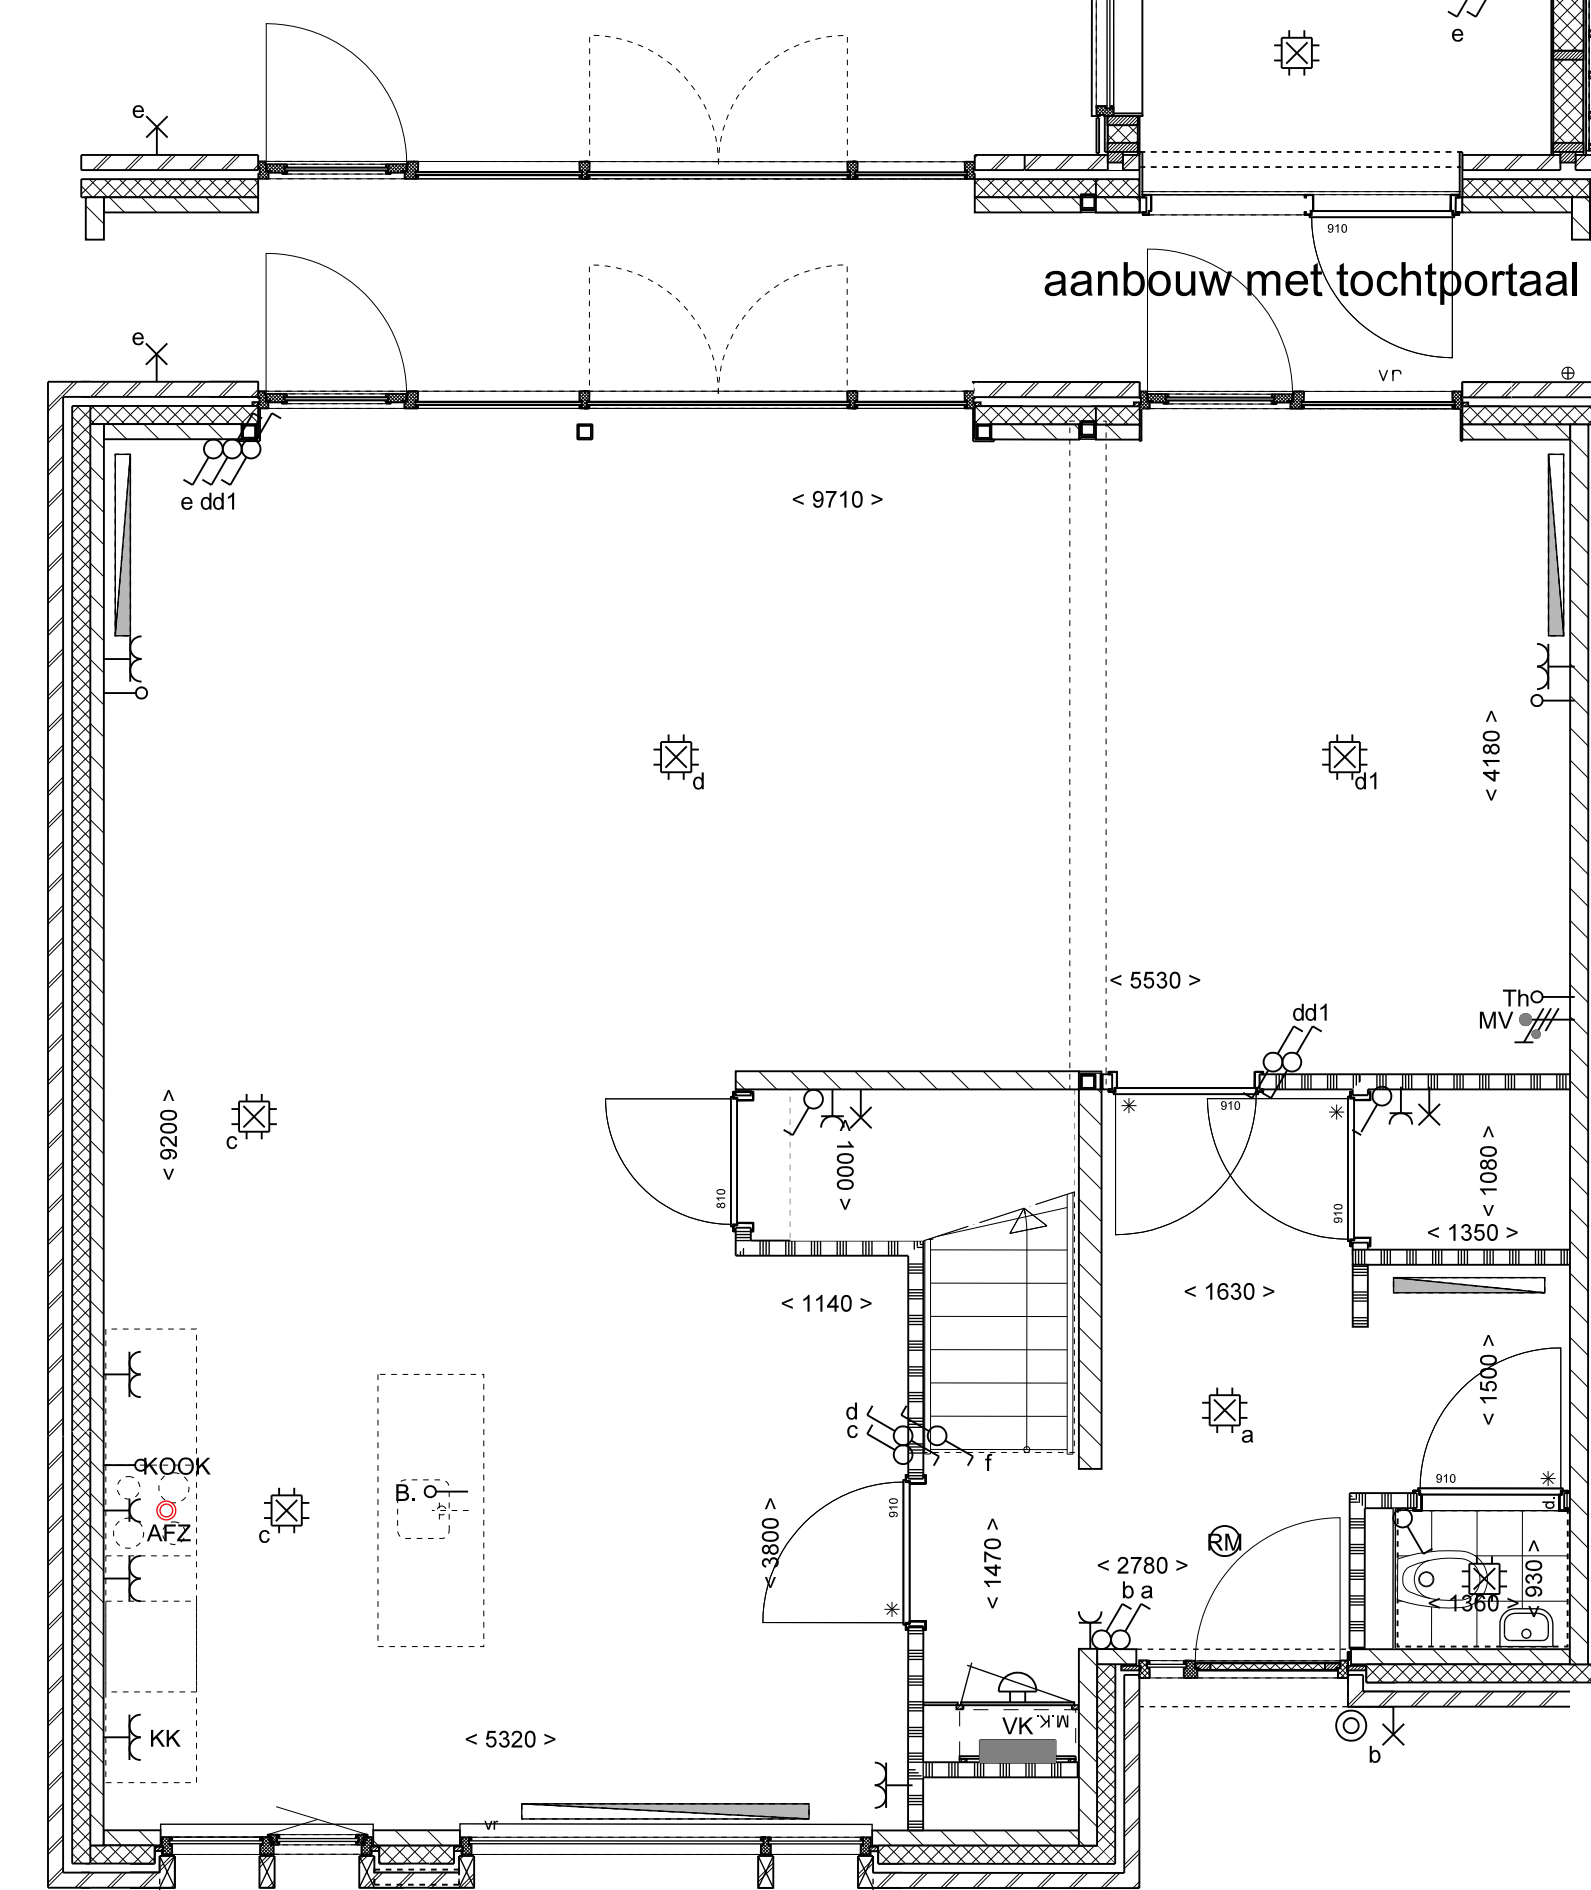 e
e
910
aanbouw met tochtportaal
e
vr
e dd1
< 9710 >
< 4180 >
d
d1
< 5530 >
Th
MV
dd1
< 9200 >
c
< 1000 >
810
910
910
< 1080 >
< 1350 >
< 1140 >
< 1630 >
< 1500 >
d
c
f
a
910
KOOK
B.
AFZ
c
910
< 3800 >
< 1470 >
RM
< 2780 >
b a
d.
< 930 >
< 1360 >
KK
< 5320 >
VK
M.K.
b
vr